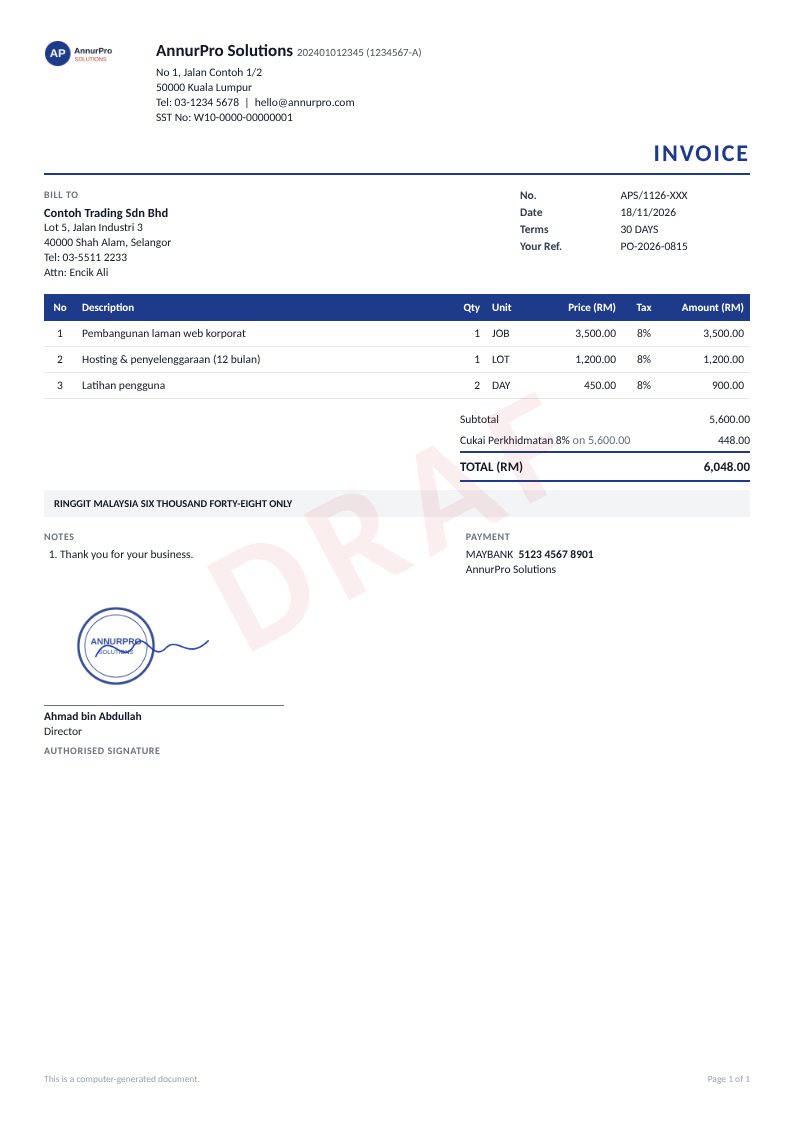 AP AnnurPro
SOLUTIONS
AnnurPro Solutions 202401012345 (1234567-A)
No 1, Jalan Contoh 1/2
50000 Kuala Lumpur
Tel: 03-1234 5678 | hello@annurpro.com
SST No: W10-0000-00000001
INVOICE
BILL TO
Contoh Trading Sdn Bhd
Lot 5, Jalan Industri 3
40000 Shah Alam, Selangor
Tel: 03-5511 2233
Attn: Encik Ali
No. APS/1126-XXX
Date 18/11/2026
Terms 30 DAYS
Your Ref. PO-2026-0815
No Description Qty Unit Price (RM) Tax Amount (RM)
1 Pembangunan laman web korporat 1 JOB 3,500.00 8% 3,500.00
2 Hosting & penyelenggaraan (12 bulan) 1 LOT 1,200.00 8% 1,200.00
3 Latihan pengguna 2 DAY 450.00 8% 900.00
Subtotal 5,600.00
Cukai Perkhidmatan 8% on 5,600.00 448.00
TOTAL (RM) 6,048.00
RINGGIT MALAYSIA SIX THOUSAND FORTY-EIGHT ONLY
DRAF
NOTES
1. Thank you for your business.
PAYMENT
MAYBANK 5123 4567 8901
AnnurPro Solutions
ANNURPRO
SOLUTIONS
Ahmad bin Abdullah
Director
AUTHORISED SIGNATURE
This is a computer-generated document. Page 1 of 1